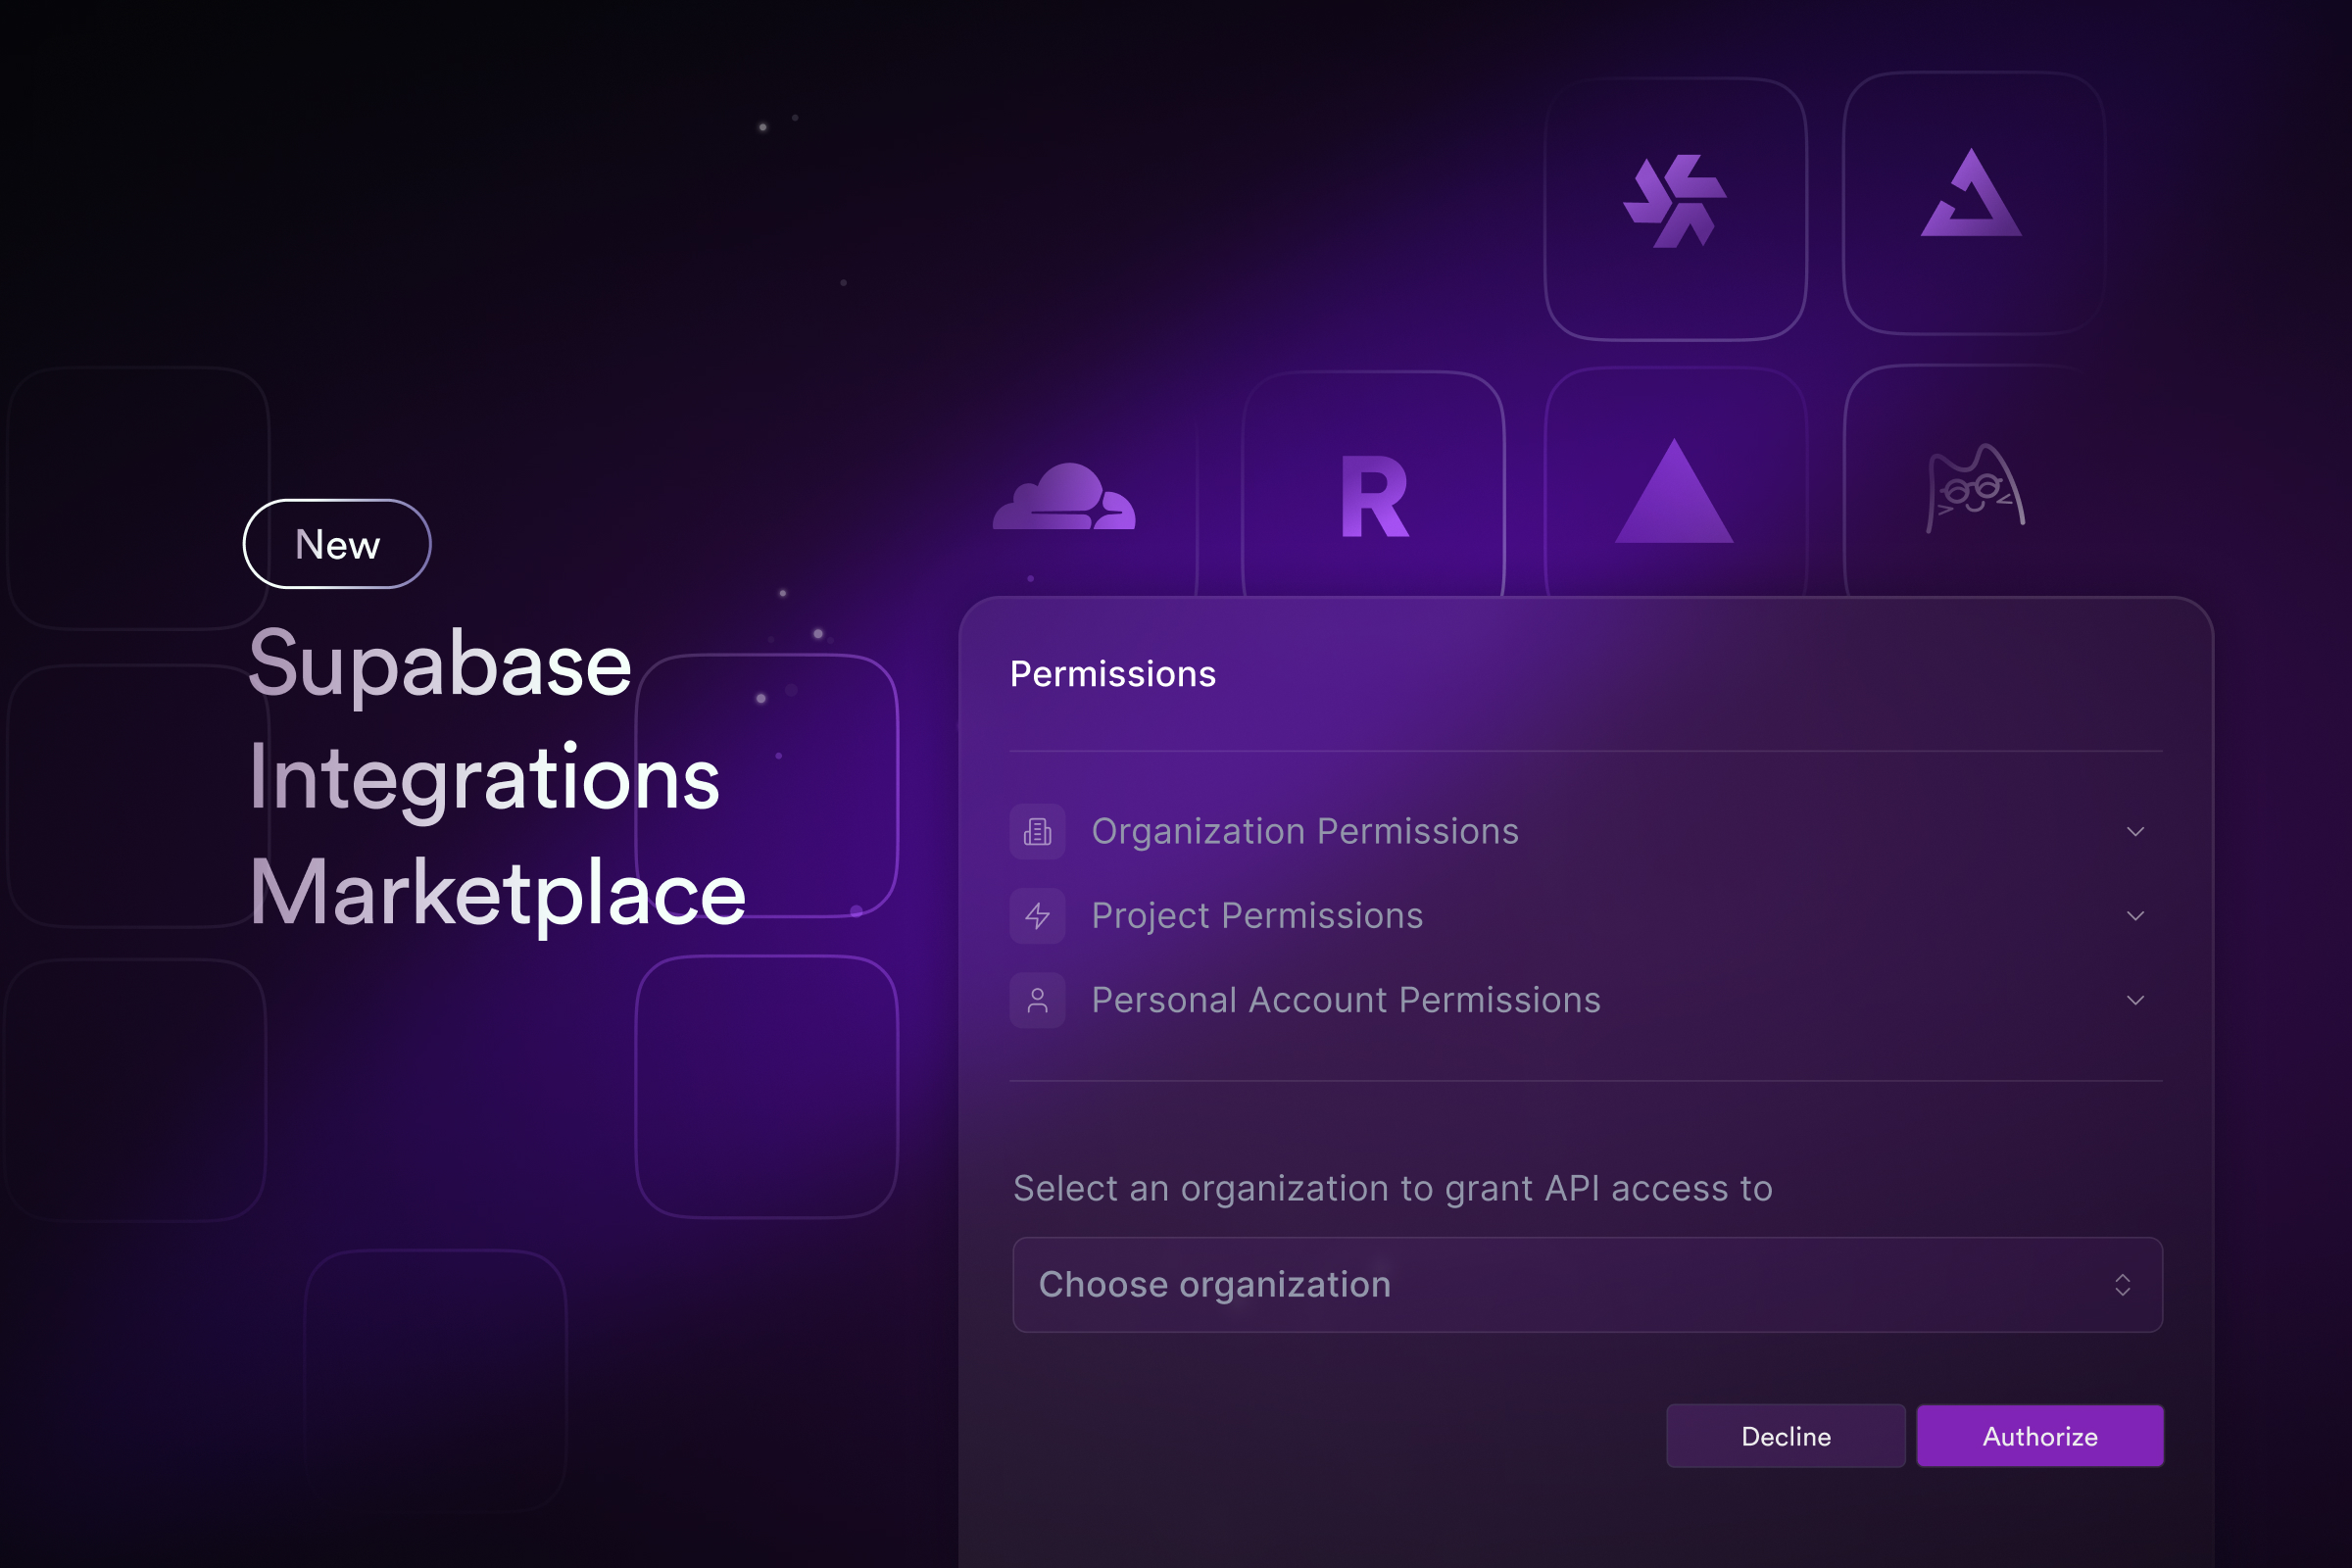 New
Supabase
Integrations
Marketplace
R
Permissions
Organization Permissions
Project Permissions
Personal Account Permissions
Select an organization to grant API access to
Choose organization
Decline
Authorize